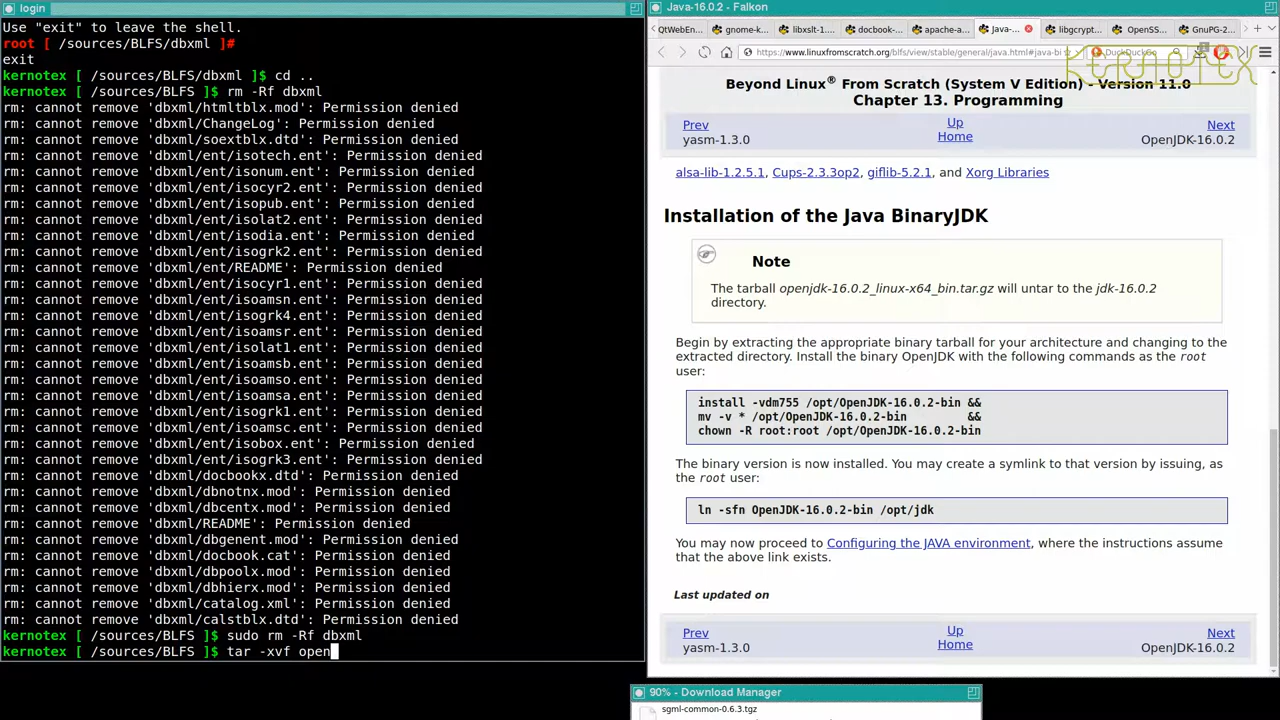 login
Use "exit" to leave the shell.
root [ /sources/BLFS/dbxml ]#
exit
kernotex [ /sources/BLFS/dbxml ]$ cd ..
kernotex [ /sources/BLFS ]$ rm -Rf dbxml
rm: cannot remove 'dbxml/htmltblx.mod': Permission denied
rm: cannot remove 'dbxml/ChangeLog': Permission denied
rm: cannot remove 'dbxml/soextblx.dtd': Permission denied
rm: cannot remove 'dbxml/ent/isotech.ent': Permission denied
rm: cannot remove 'dbxml/ent/isonum.ent': Permission denied
rm: cannot remove 'dbxml/ent/isocyr2.ent': Permission denied
rm: cannot remove 'dbxml/ent/isopub.ent': Permission denied
rm: cannot remove 'dbxml/ent/isolat2.ent': Permission denied
rm: cannot remove 'dbxml/ent/isodia.ent': Permission denied
rm: cannot remove 'dbxml/ent/isogrk2.ent': Permission denied
rm: cannot remove 'dbxml/ent/README': Permission denied
rm: cannot remove 'dbxml/ent/isocyr1.ent': Permission denied
rm: cannot remove 'dbxml/ent/isoamsn.ent': Permission denied
rm: cannot remove 'dbxml/ent/isogrk4.ent': Permission denied
rm: cannot remove 'dbxml/ent/isoamsr.ent': Permission denied
rm: cannot remove 'dbxml/ent/isolat1.ent': Permission denied
rm: cannot remove 'dbxml/ent/isoamsb.ent': Permission denied
rm: cannot remove 'dbxml/ent/isoamso.ent': Permission denied
rm: cannot remove 'dbxml/ent/isoamsa.ent': Permission denied
rm: cannot remove 'dbxml/ent/isogrk1.ent': Permission denied
rm: cannot remove 'dbxml/ent/isoamsc.ent': Permission denied
rm: cannot remove 'dbxml/ent/isobox.ent': Permission denied
rm: cannot remove 'dbxml/ent/isogrk3.ent': Permission denied
rm: cannot remove 'dbxml/docbookx.dtd': Permission denied
rm: cannot remove 'dbxml/dbnotnx.mod': Permission denied
rm: cannot remove 'dbxml/dbcentx.mod': Permission denied
rm: cannot remove 'dbxml/README': Permission denied
rm: cannot remove 'dbxml/dbgenent.mod': Permission denied
rm: cannot remove 'dbxml/docbook.cat': Permission denied
rm: cannot remove 'dbxml/dbpoolx.mod': Permission denied
rm: cannot remove 'dbxml/dbhierx.mod': Permission denied
rm: cannot remove 'dbxml/catalog.xml': Permission denied
rm: cannot remove 'dbxml/calstblx.dtd': Permission denied
kernotex [ /sources/BLFS ]$ sudo rm -Rf dbxml
kernotex [ /sources/BLFS ]$ tar -xvf open
Java-16.0.2 - Falkon
QtWebEn... gnome-k... libxslt-1.... docbook-... apache-a... Java-... libgcryp... OpenSS... GnuPG-2...
https://www.linuxfromscratch.org/blfs/view/stable/general/java.html#java-bi DuckDuckGo
KERNOTEX
Beyond Linux® From Scratch (System V Edition) - Version 11.0
Chapter 13. Programming
Prev Up Next
yasm-1.3.0 Home OpenJDK-16.0.2
alsa-lib-1.2.5.1, Cups-2.3.3op2, giflib-5.2.1, and Xorg Libraries
Installation of the Java BinaryJDK
Note
The tarball openjdk-16.0.2_linux-x64_bin.tar.gz will untar to the jdk-16.0.2
directory.
Begin by extracting the appropriate binary tarball for your architecture and changing to the
extracted directory. Install the binary OpenJDK with the following commands as the root
user:
install -vdm755 /opt/OpenJDK-16.0.2-bin &&
mv -v * /opt/OpenJDK-16.0.2-bin &&
chown -R root:root /opt/OpenJDK-16.0.2-bin
The binary version is now installed. You may create a symlink to that version by issuing, as
the root user:
ln -sfn OpenJDK-16.0.2-bin /opt/jdk
You may now proceed to Configuring the JAVA environment, where the instructions assume
that the above link exists.
Last updated on
Prev Up Next
yasm-1.3.0 Home OpenJDK-16.0.2
90% - Download Manager
sgml-common-0.6.3.tgz